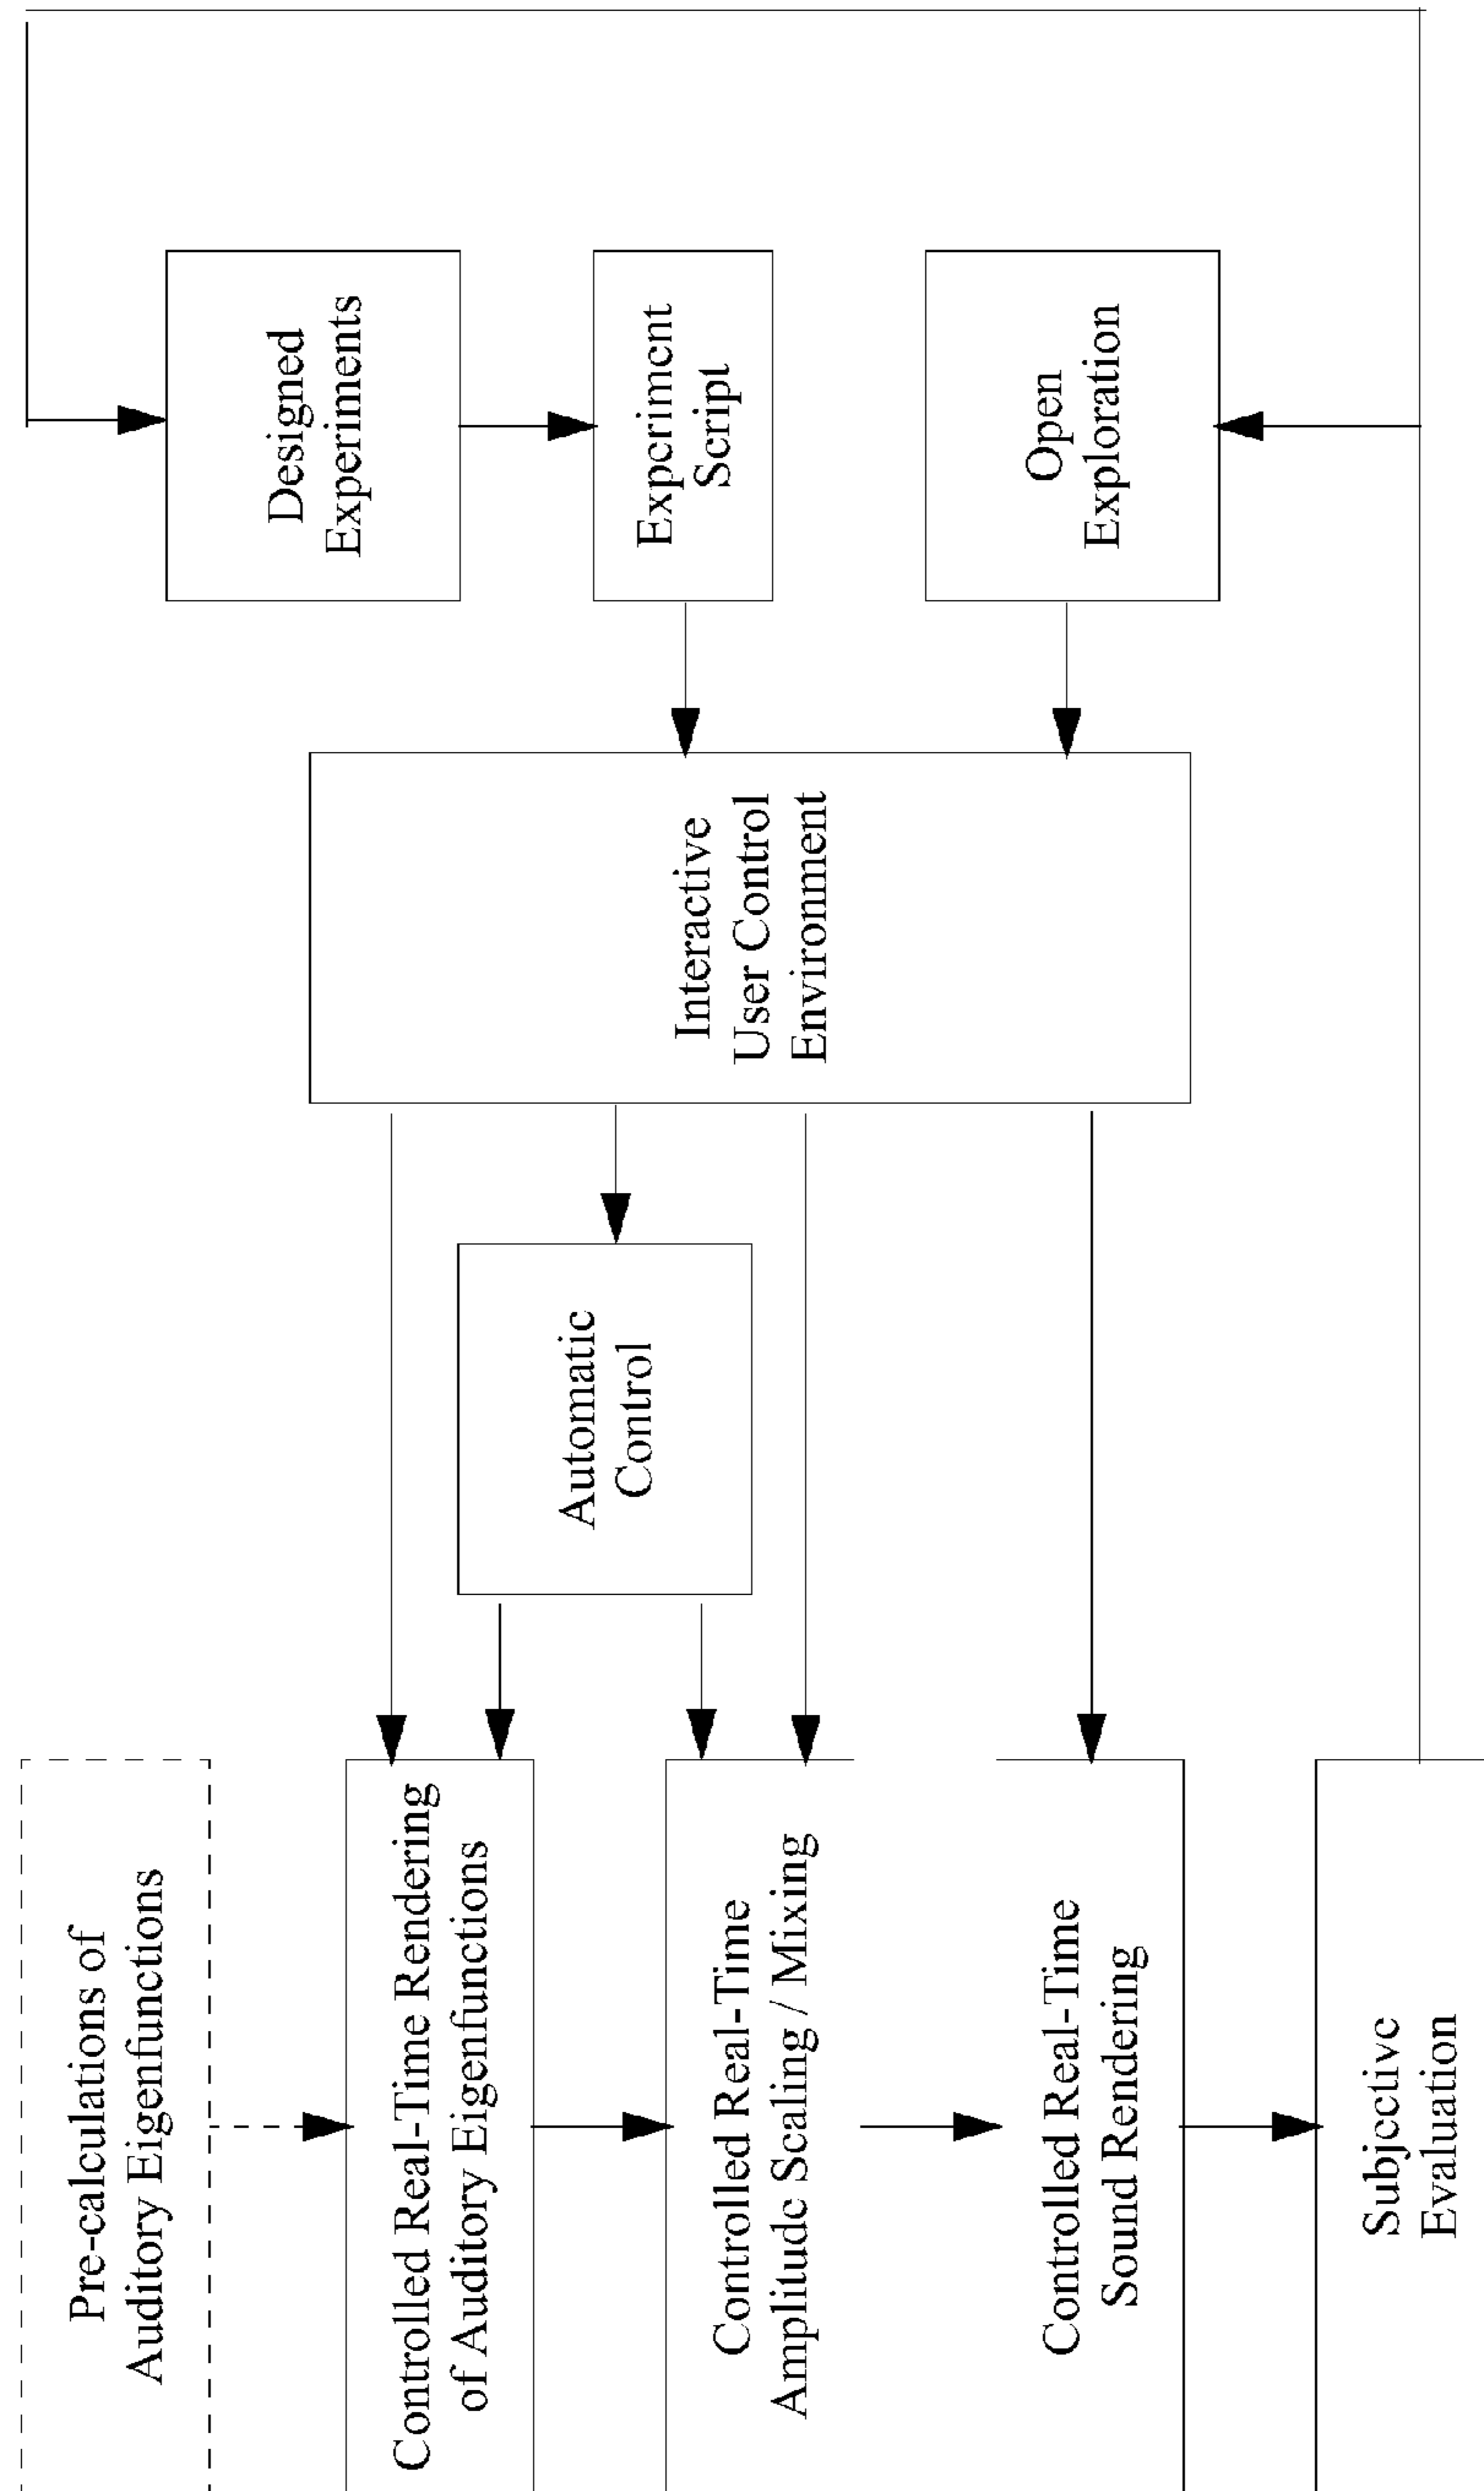 Pre-calculations of
Auditory Eigenfunctions
Controlled Real-Time Rendering
of Auditory Eigenfunctions
Controlled Real-Time
Amplitude Scaling / Mixing
Controlled Real-Time
Sound Rendering
Subjective
Evaluation
Automatic
Control
Interactive
User Control
Environment
Designed
Experiments
Experiment
Script
Open
Exploration